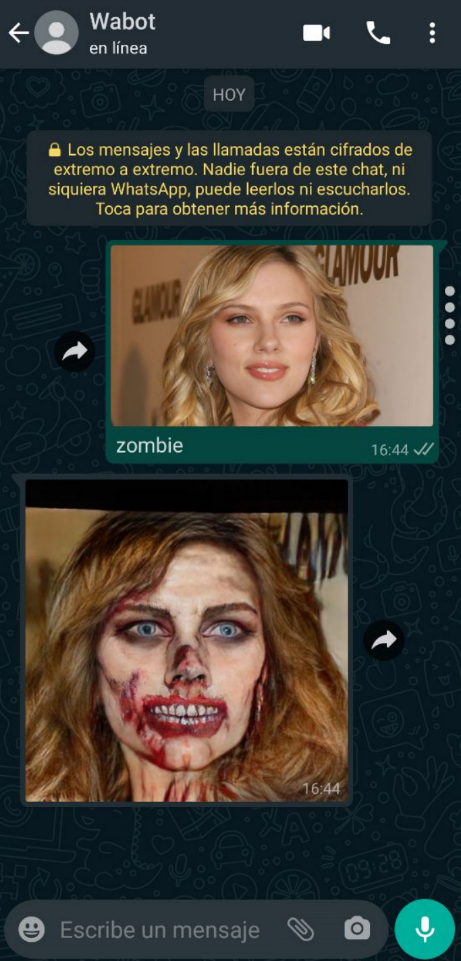 Wabot
en línea
HOY
Los mensajes y las llamadas están cifrados de
extremo a extremo. Nadie fuera de este chat, ni
siquiera WhatsApp, puede leerlos ni escucharlos.
Toca para obtener más información.
GLAMOUR
GLAMOUR
zombie
16:44
16:44
09:28
Escribe un mensaje